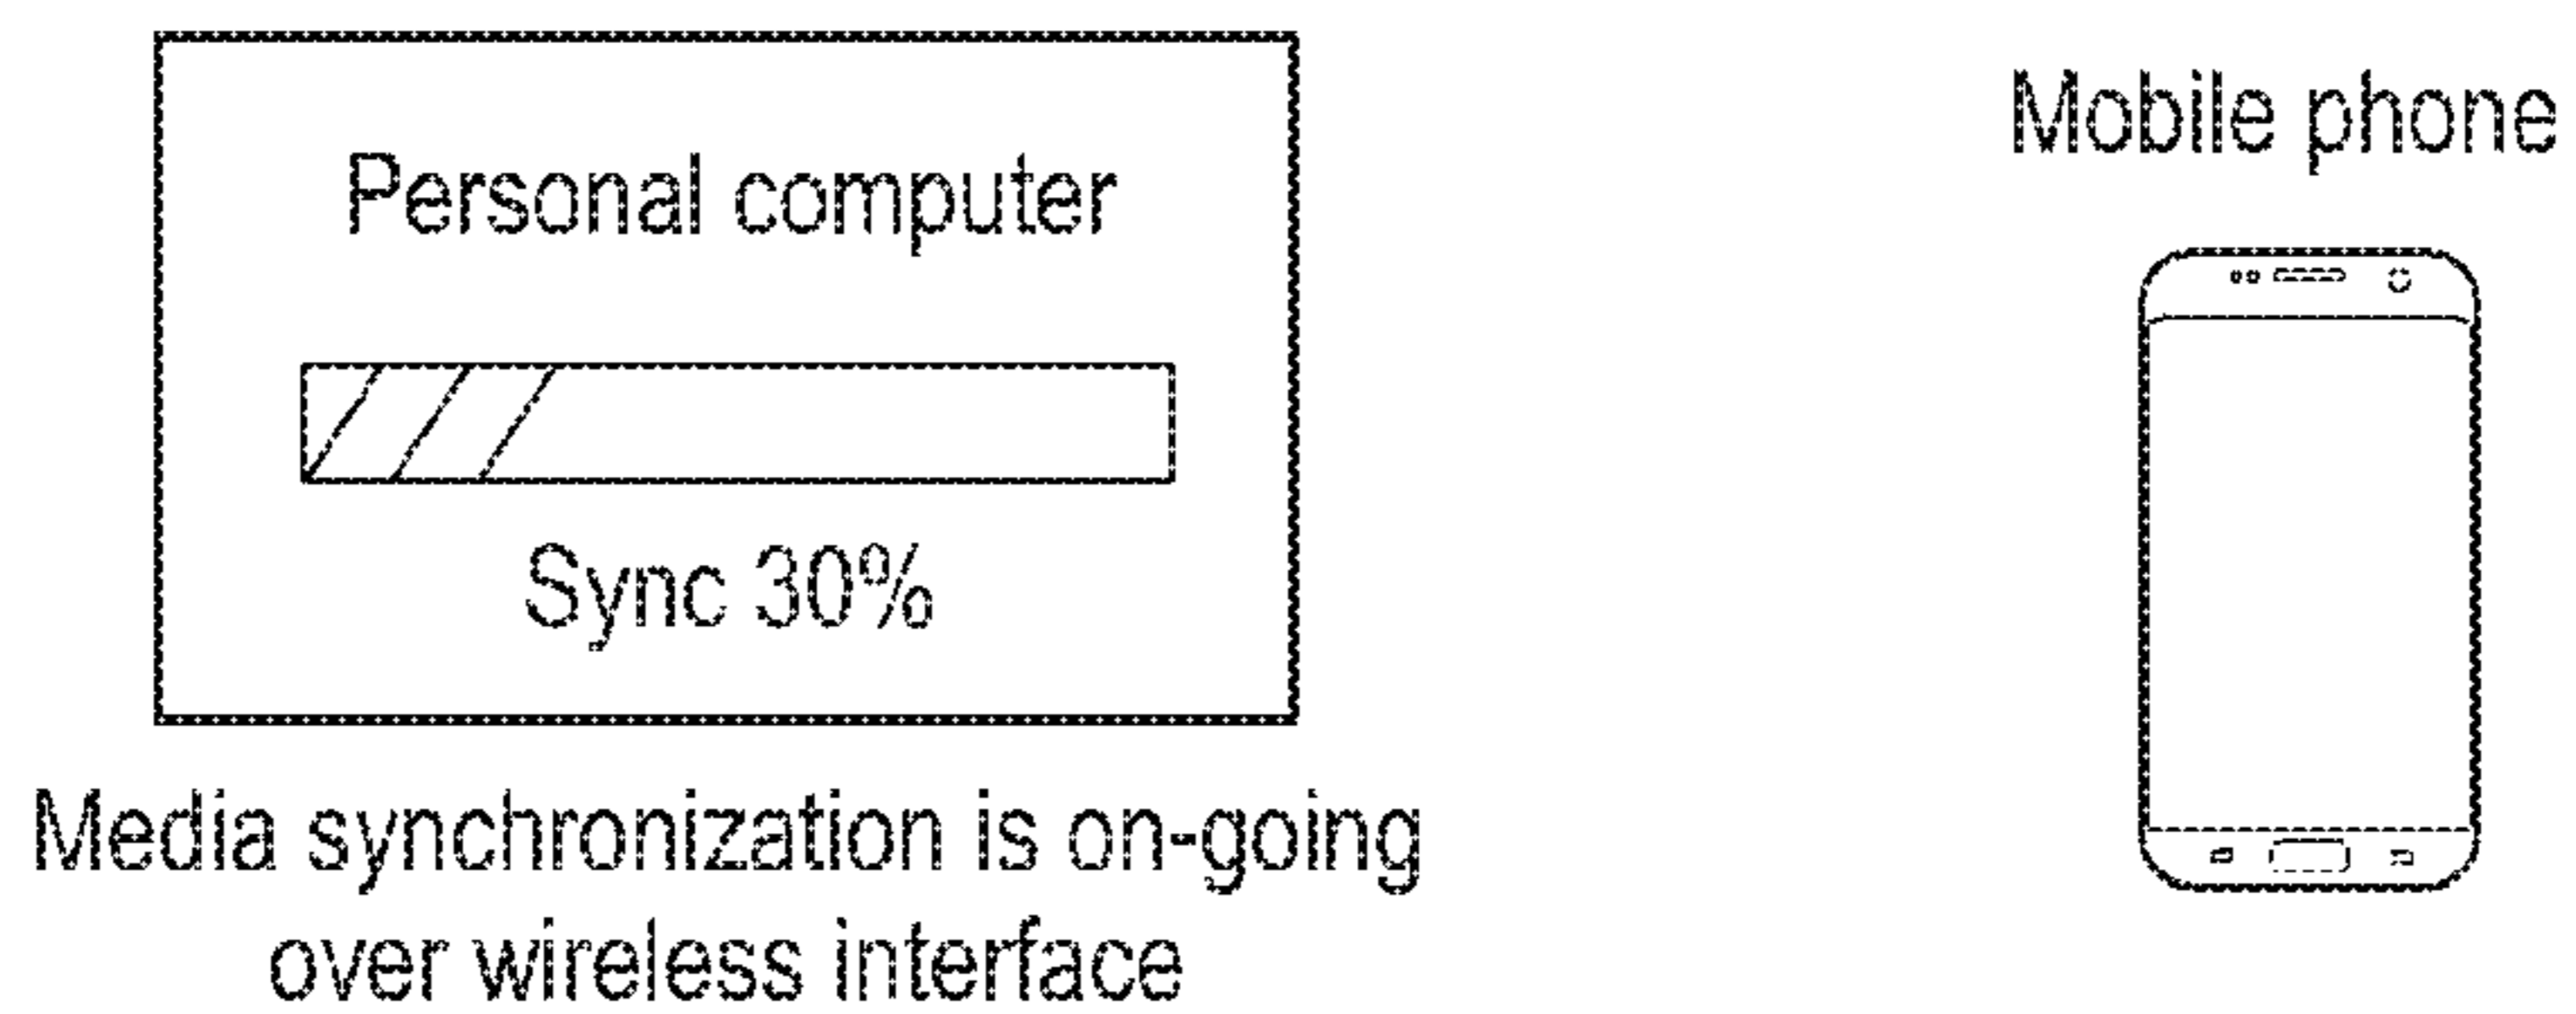 Personal computer
Sync 30%
Media synchronization is on-going
over wireless interface
Mobile phone